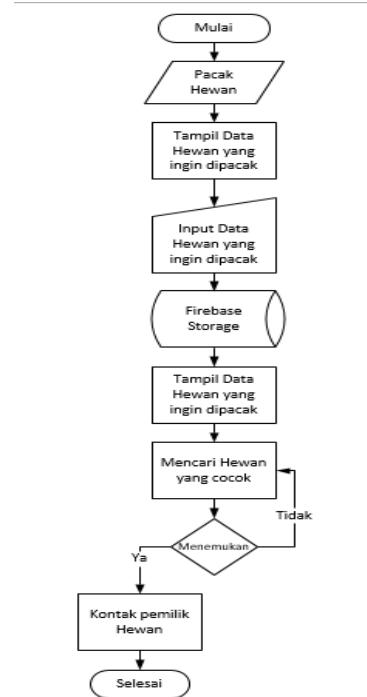 Mulai
Pacak
Hewan
Tampil Data
Hewan yang
ingin dipacak
Input Data
Hewan yang
ingin dipacak
Firebase
Storage
Tampil Data
Hewan yang
ingin dipacak
Mencari Hewan
yang cocok
Tidak
Menemukan
Ya
Kontak pemilik
Hewan
Selesai